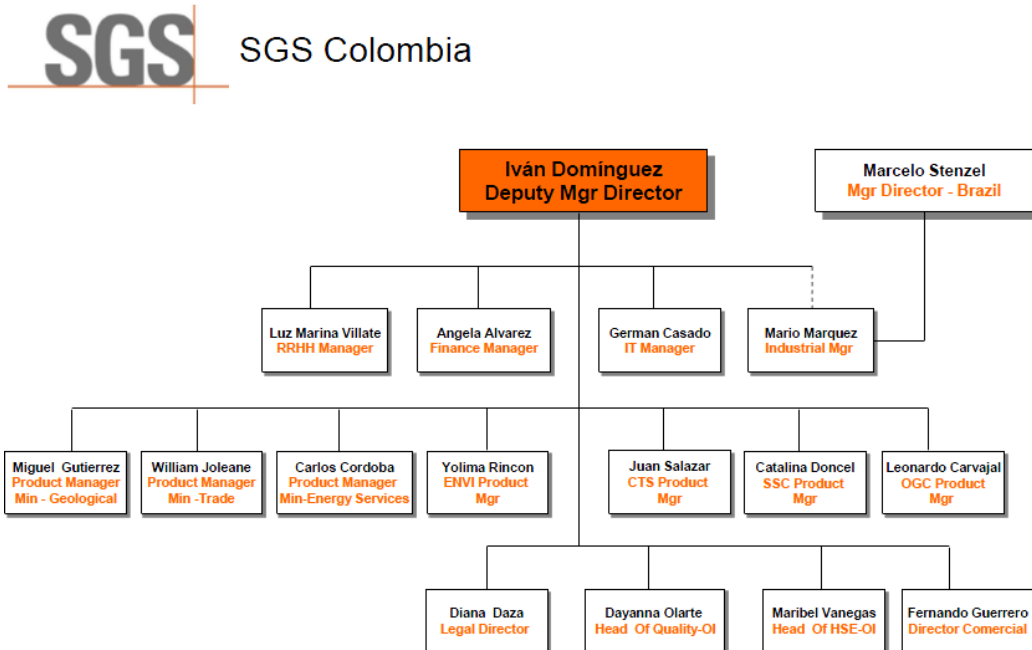 SGS
SGS Colombia
Iván Domínguez
Deputy Mgr Director
Marcelo Stenzel
Mgr Director - Brazil
Luz Marina Villate
RRHH Manager
Angela Alvarez
Finance Manager
German Casado
IT Manager
Mario Marquez
Industrial Mgr
Miguel Gutierrez
Product Manager
Min - Geological
William Joleane
Product Manager
Min -Trade
Carlos Cordoba
Product Manager
Min-Energy Services
Yolima Rincon
ENVI Product
Mgr
Juan Salazar
CTS Product
Mgr
Catalina Doncel
SSC Product
Mgr
Leonardo Carvajal
OGC Product
Mgr
Diana Daza
Legal Director
Dayanna Olarte
Head Of Quality-OI
Maribel Vanegas
Head Of HSE-OI
Fernando Guerrero
Director Comercial